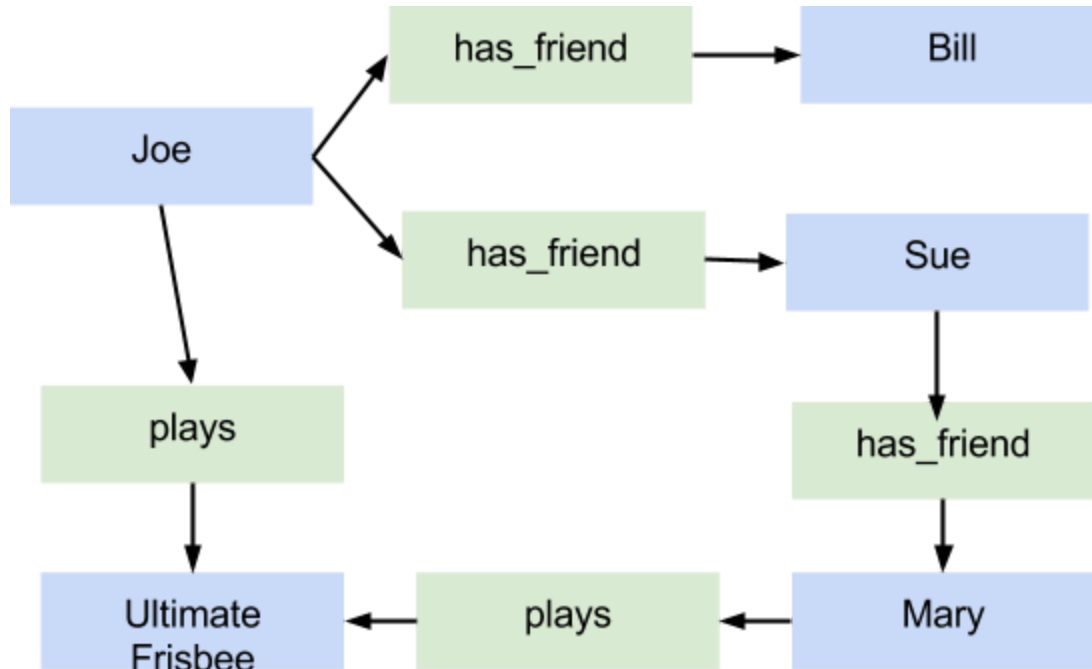 has_friend
Bill
Joe
has_friend
Sue
plays
has_friend
Ultimate
Frisbee
plays
Mary